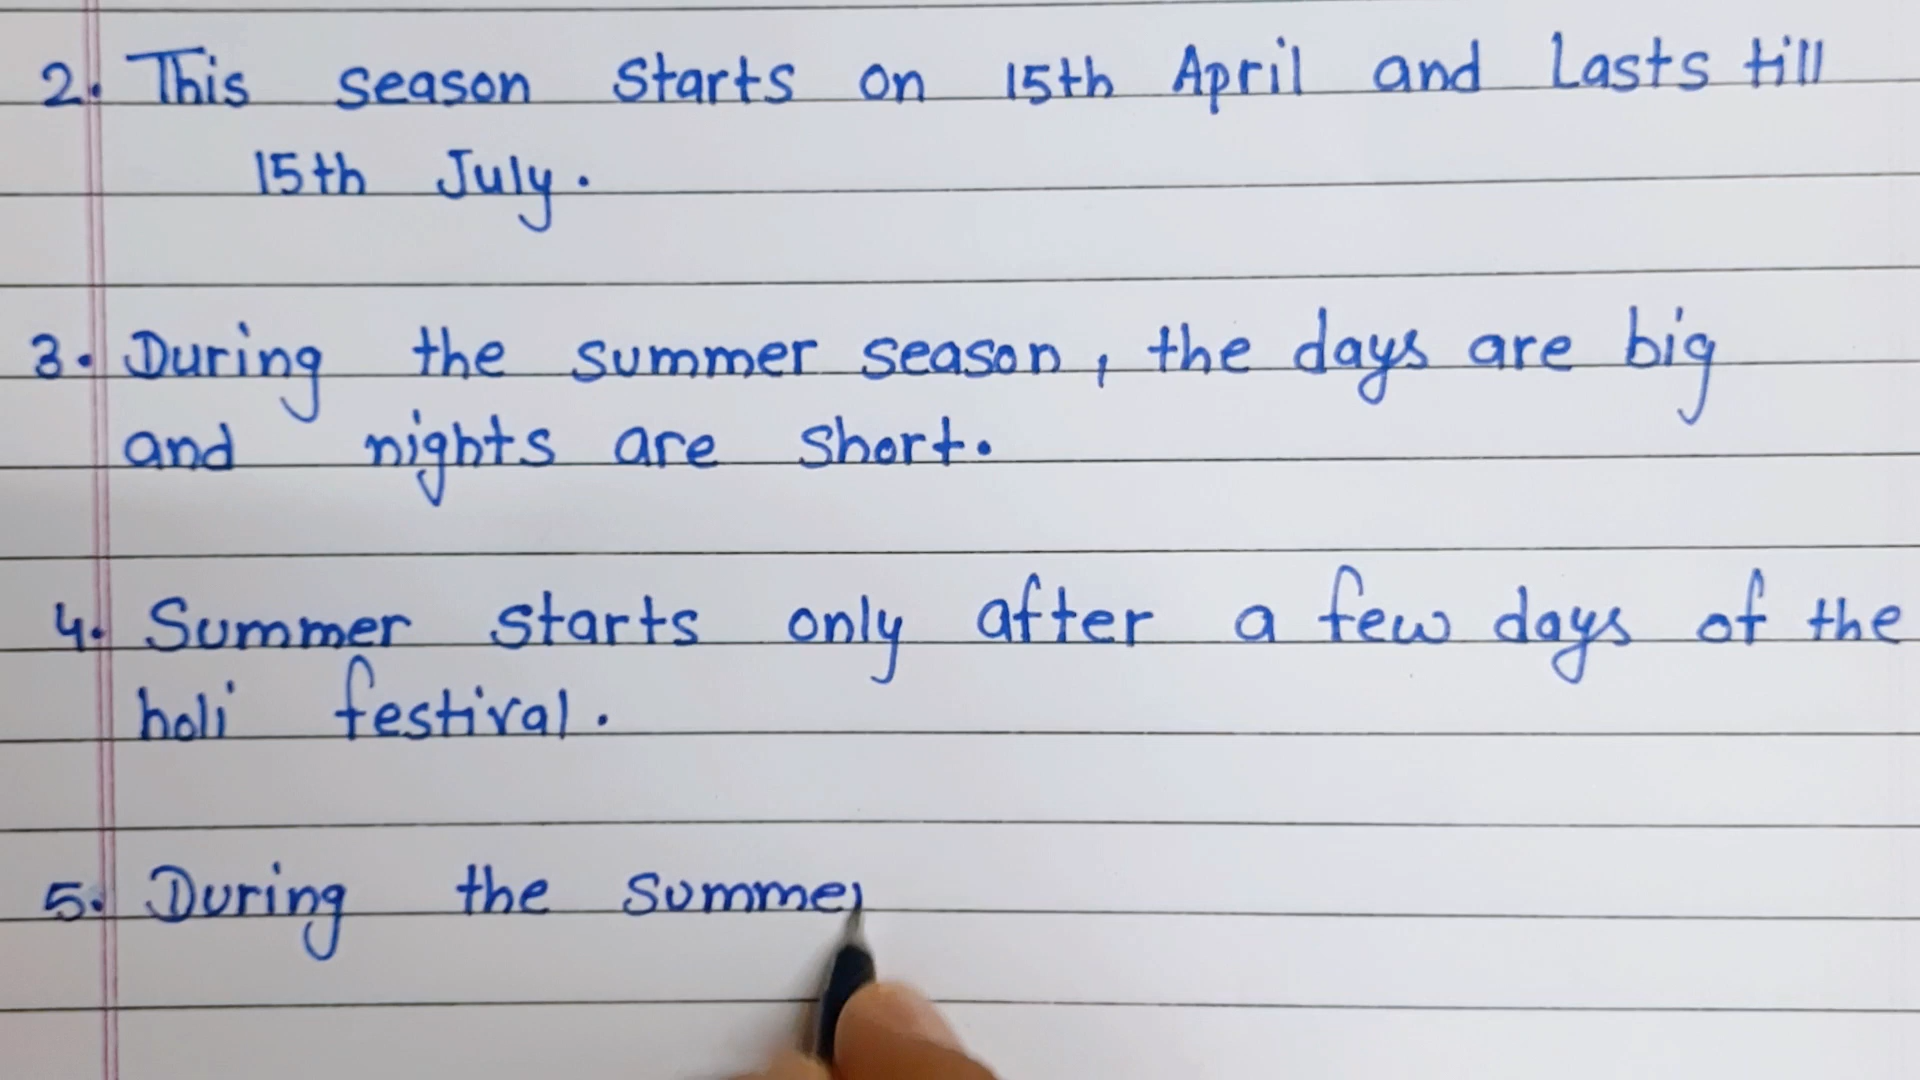 2. This season starts on 15th April and Lasts till
15th July.
3. During the summer season, the days are big
and nights are short.
4. Summer starts only after a few days of the
holi festival.
5. During the summer